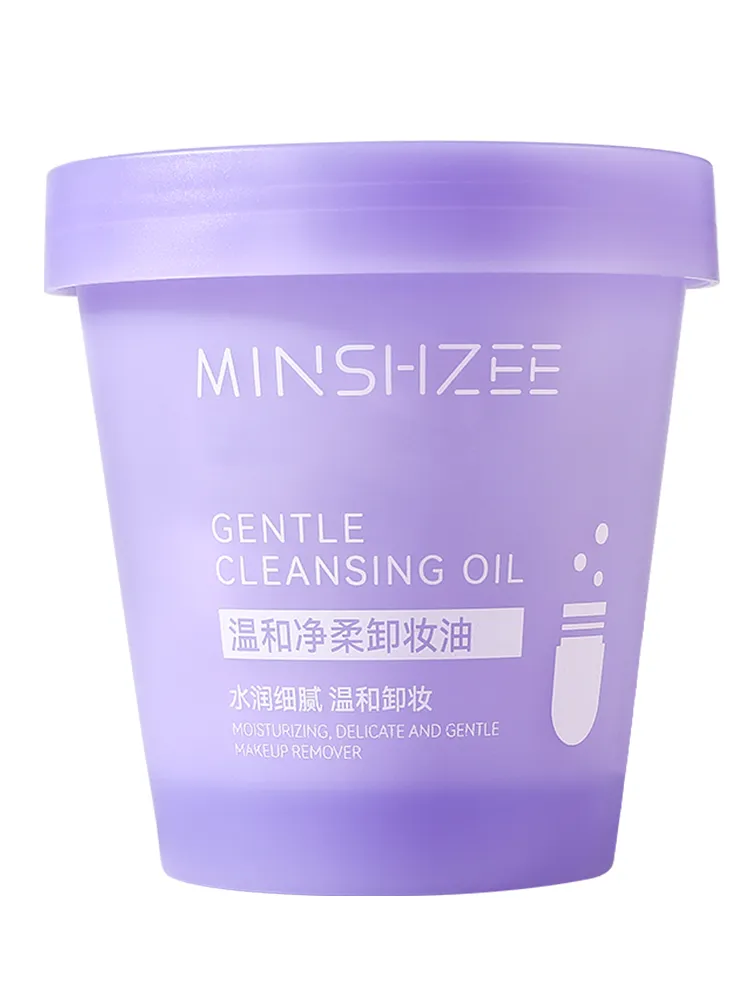 MINSHZEE
GENTLE
CLEANSING OIL
温和净柔卸妆油
水润细腻 温和卸妆
MOISTURIZING, DELICATE AND GENTLE
MAKEUP REMOVER